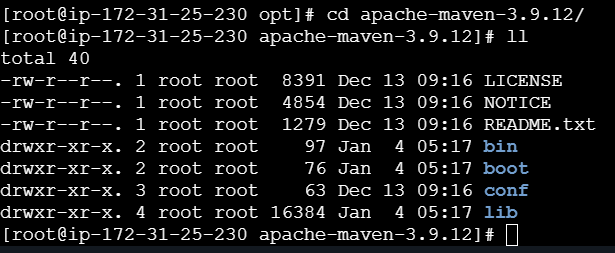 [root@ip-172-31-25-230 opt]# cd apache-maven-3.9.12/
[root@ip-172-31-25-230 apache-maven-3.9.12]# ll
total 40
-rw-r--r--. 1 root root  8391 Dec 13 09:16 LICENSE
-rw-r--r--. 1 root root  4854 Dec 13 09:16 NOTICE
-rw-r--r--. 1 root root  1279 Dec 13 09:16 README.txt
drwxr-xr-x. 2 root root    97 Jan  4 05:17 bin
drwxr-xr-x. 2 root root    76 Jan  4 05:17 boot
drwxr-xr-x. 3 root root    63 Dec 13 09:16 conf
drwxr-xr-x. 4 root root 16384 Jan  4 05:17 lib
[root@ip-172-31-25-230 apache-maven-3.9.12]#